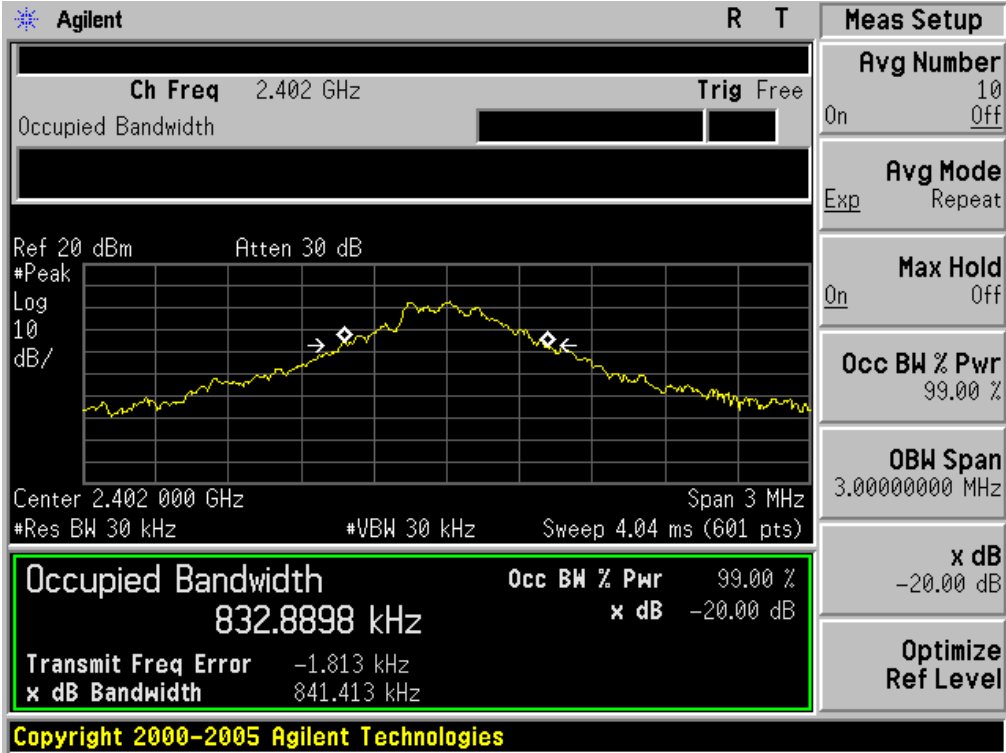 Agilent R T
Ch Freq 2.402 GHz Trig Free
Occupied Bandwidth
Ref 20 dBm Atten 30 dB
#Peak
Log
10
dB/
Center 2.402 000 GHz Span 3 MHz
#Res BW 30 kHz #VBW 30 kHz Sweep 4.04 ms (601 pts)
Occupied Bandwidth Occ BW % Pwr 99.00 %
832.8898 kHz x dB -20.00 dB
Transmit Freq Error -1.813 kHz
x dB Bandwidth 841.413 kHz
Copyright 2000-2005 Agilent Technologies
Meas Setup
Avg Number
10
On Off
Avg Mode
Exp Repeat
Max Hold
On Off
Occ BW % Pwr
99.00 %
OBW Span
3.00000000 MHz
x dB
-20.00 dB
Optimize
Ref Level